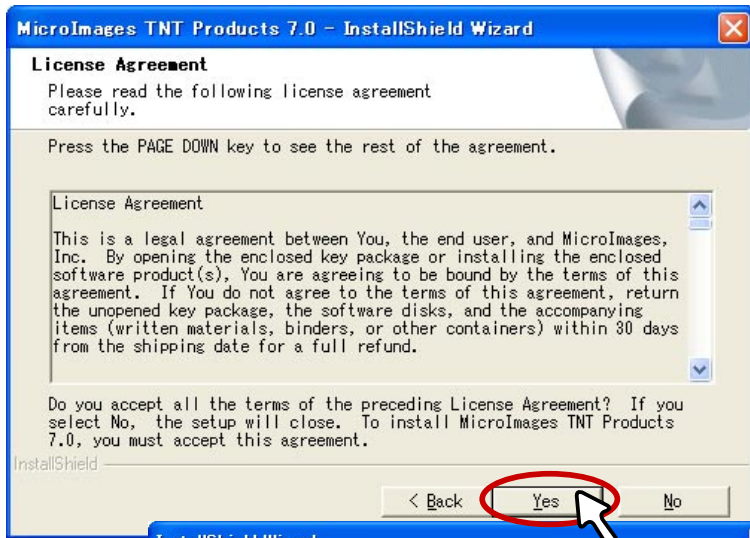 MicroImages TNT Products 7.0 - InstallShield Wizard
License Agreement
Please read the following license agreement
carefully.
Press the PAGE DOWN key to see the rest of the agreement.
License Agreement
This is a legal agreement between You, the end user, and MicroImages,
Inc.  By opening the enclosed key package or installing the enclosed
software product(s), You are agreeing to be bound by the terms of this
agreement.  If You do not agree to the terms of this agreement, return
the unopened key package, the software disks, and the accompanying
items (written materials, binders, or other containers) within 30 days
from the shipping date for a full refund.
Do you accept all the terms of the preceding License Agreement?  If you
select No,  the setup will close.  To install MicroImages TNT Products
7.0, you must accept this agreement.
InstallShield
< Back Yes No
InstallShield Wizard